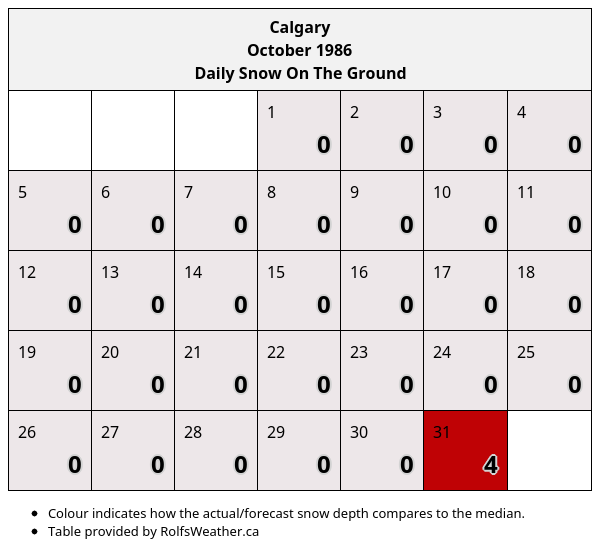 Calgary
October 1986
Daily Snow On The Ground
1 2 3 4
0 0 0 0
5 6 7 8 9 10 11
0 0 0 0 0 0 0
12 13 14 15 16 17 18
0 0 0 0 0 0 0
19 20 21 22 23 24 25
0 0 0 0 0 0 0
26 27 28 29 30 31
0 0 0 0 0 4
• Colour indicates how the actual/forecast snow depth compares to the median.
• Table provided by RolfsWeather.ca